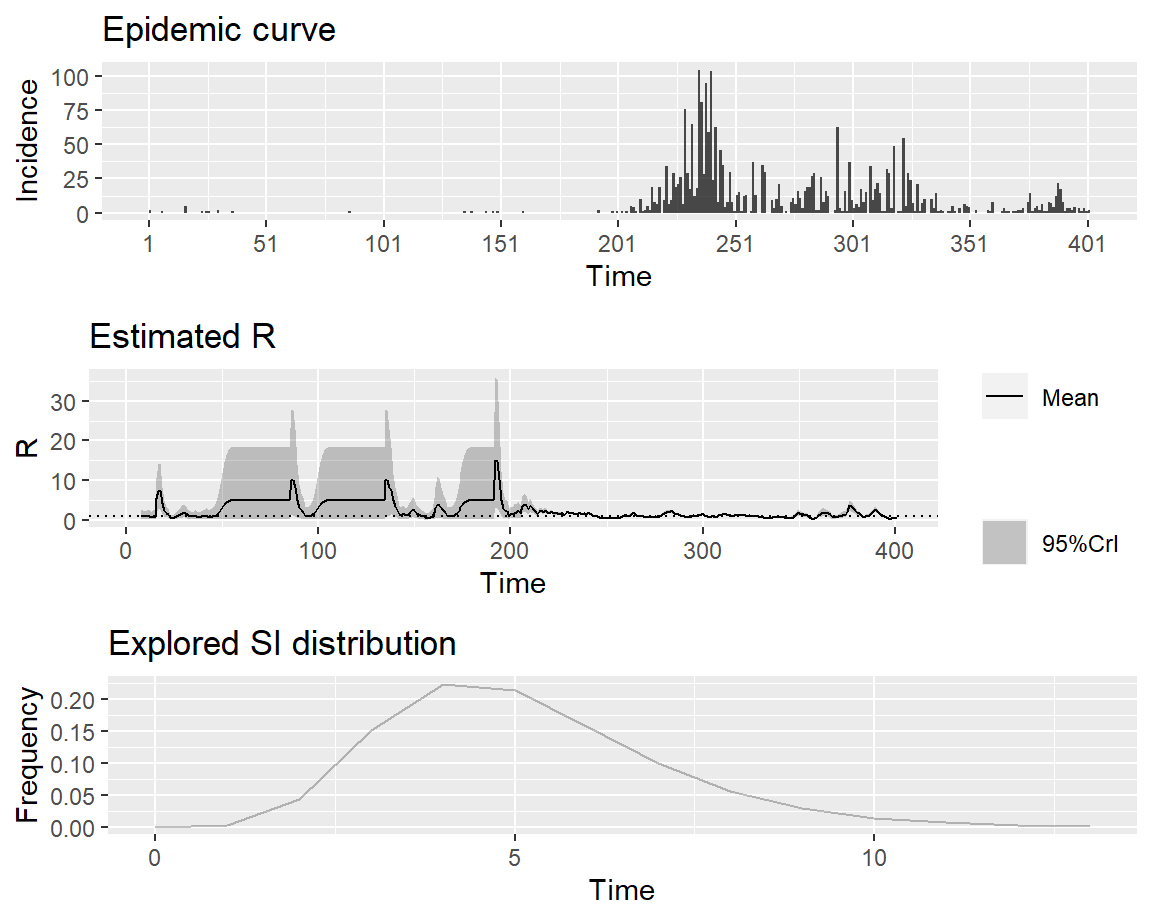 Epidemic curve
Incidence
100
75
50
25
0
1 51 101 151 201 251 301 351 401
Time
Estimated R
R
30
20
10
0
0 100 200 300 400
Time
Mean
95%CrI
Explored SI distribution
Frequency
0.20
0.15
0.10
0.05
0.00
0 5 10
Time